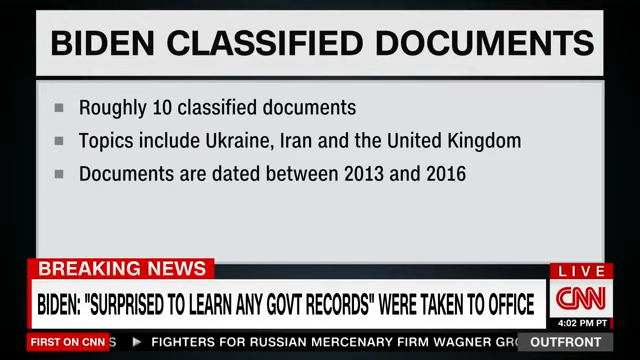 BIDEN CLASSIFIED DOCUMENTS
Roughly 10 classified documents
Topics include Ukraine, Iran and the United Kingdom
Documents are dated between 2013 and 2016
BREAKING NEWS
LIVE
BIDEN: "SURPRISED TO LEARN ANY GOVT RECORDS" WERE TAKEN TO OFFICE
CNN
4:02 PM PT
FIRST ON CNN
FIGHTERS FOR RUSSIAN MERCENARY FIRM WAGNER
OUTFRONT